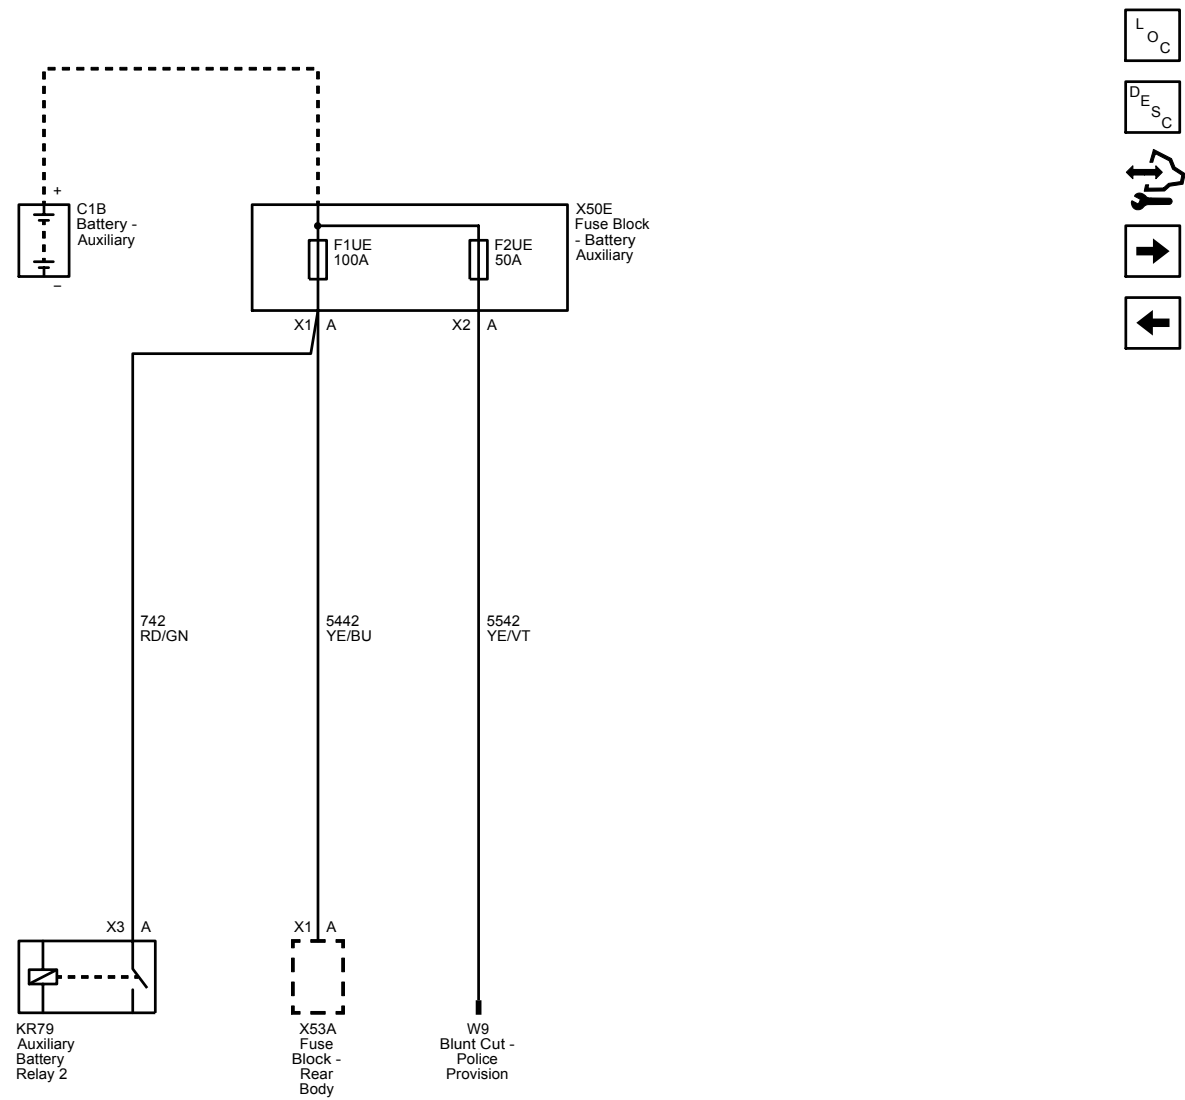 L
O
C
D
E
S
C
+
C1B
Battery -
Auxiliary
–
X50E
Fuse Block
- Battery
Auxiliary
F1UE
100A
F2UE
50A
X1 A
X2 A
742
RD/GN
5442
YE/BU
5542
YE/VT
X3 A
X1 A
KR79
Auxiliary
Battery
Relay 2
X53A
Fuse
Block -
Rear
Body
W9
Blunt Cut -
Police
Provision